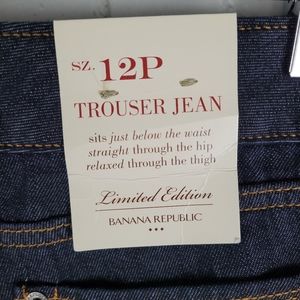 SZ. 12P
TROUSER JEAN
sits just below the waist
straight through the hip
relaxed through the thigh
Limited Edition
BANANA REPUBLIC